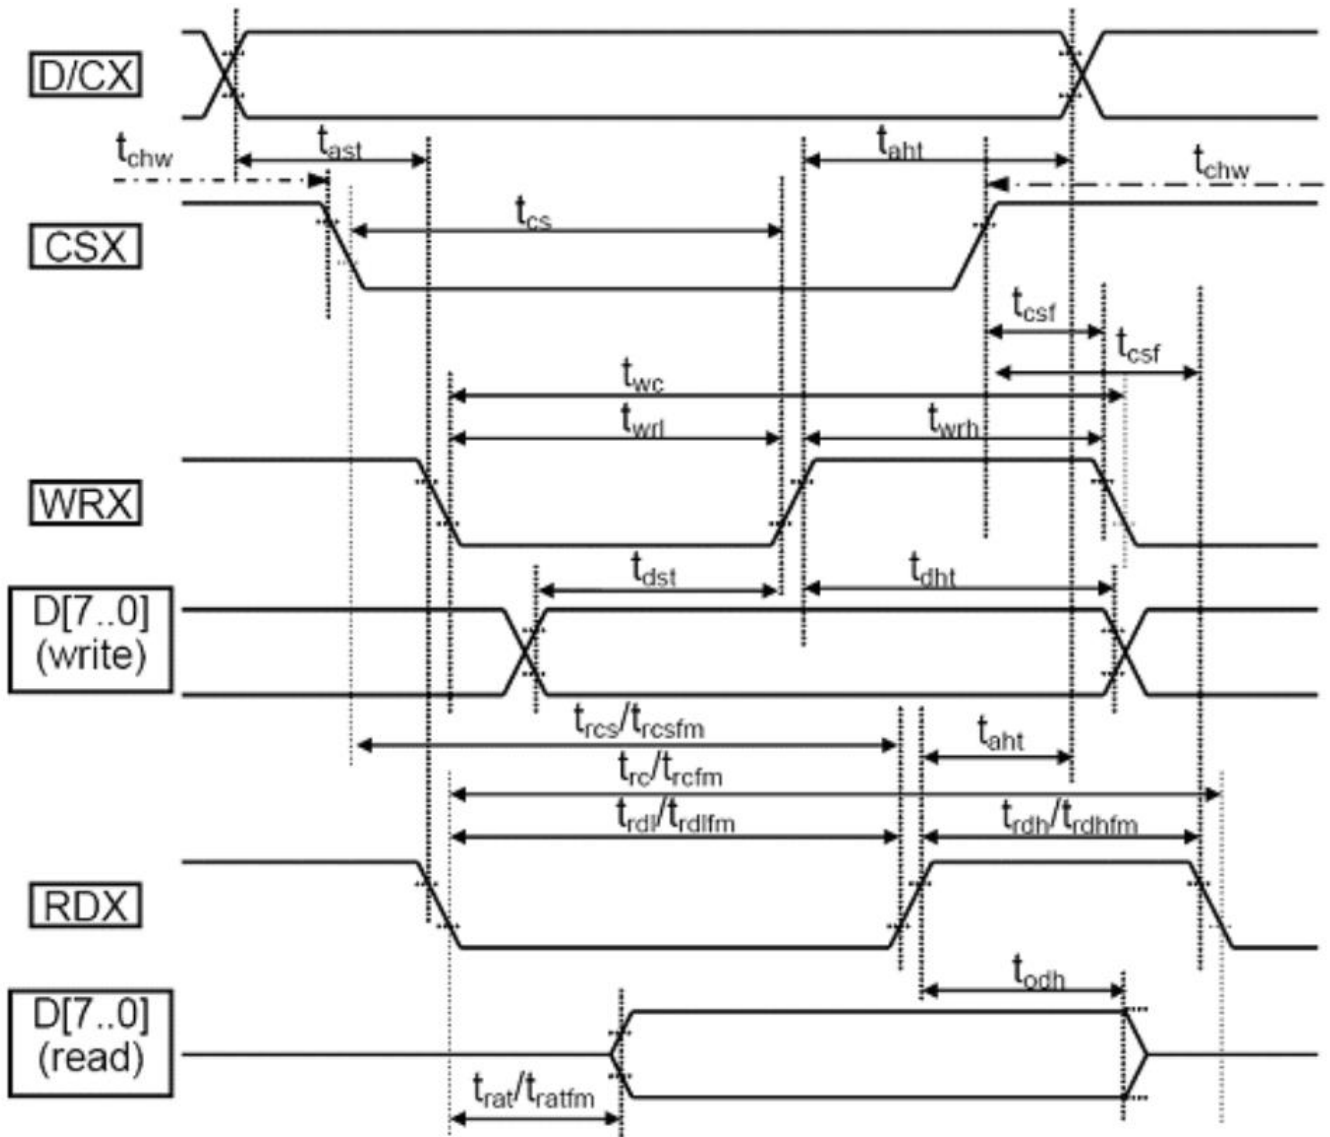 D/CX
tchw
tast
taht
tchw
CSX
tcs
tcsf
tcsf
twc
twrl
twrh
WRX
tdst
tdht
D[7..0]
(write)
trcs/trcsfm
taht
trc/trcfm
trdl/trdlfm
trdh/trdhfm
RDX
todh
D[7..0]
(read)
trat/tratfm